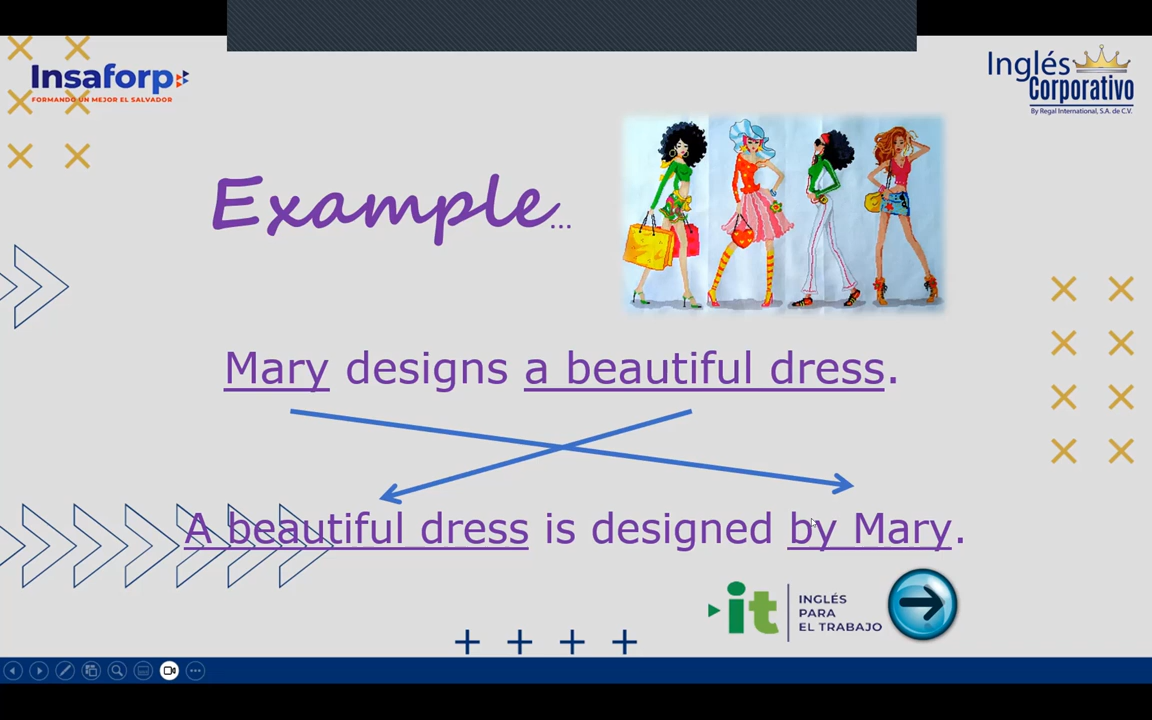 Insaforp
FORMANDO UN MEJOR EL SALVADOR
Inglés
Corporativo
By Regal International, S.A. de C.V.
Example...
Mary designs a beautiful dress.
A beautiful dress is designed by Mary.
it
INGLÉS
PARA
EL TRABAJO